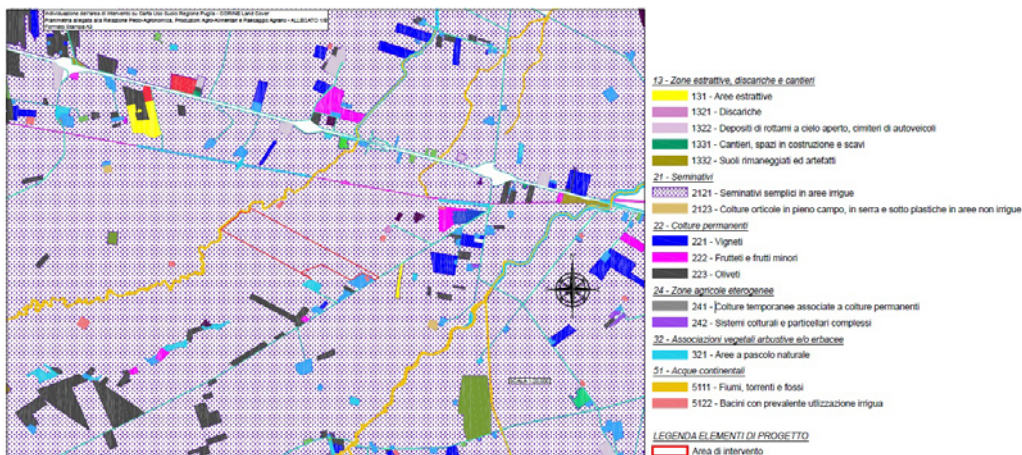 Individuazione dell'area di intervento su Carta Uso Suolo Regione Puglia - CORINE Land Cover
Planimetria allegata alla Relazione Pedo-Agronomica, Produzioni Agro-Alimentari e Paesaggio Agrario - ALLEGATO
Formato Stampa A3
13 - Zone estrattive, discariche e cantieri
131 - Aree estrattive
1321 - Discariche
1322 - Depositi di rottami a cielo aperto, cimiteri di autoveicoli
1331 - Cantieri, spazi in costruzione e scavi
1332 - Suoli rimaneggiati ed artefatti
21 - Seminativi
2121 - Seminativi semplici in aree irrigue
2123 - Colture orticole in pieno campo, in serra e sotto plastiche in aree non irrigue
22 - Colture permanenti
221 - Vigneti
222 - Frutteti e frutti minori
223 - Oliveti
24 - Zone agricole eterogenee
241 - Colture temporanee associate a colture permanenti
242 - Sistemi colturali e particellari complessi
32 - Associazioni vegetali arbustive e/o erbacee
321 - Aree a pascolo naturale
51 - Acque continentali
5111 - Fiumi, torrenti e fossi
5122 - Bacini con prevalente utilizzazione irrigua
LEGENDA ELEMENTI DI PROGETTO
Area di intervento